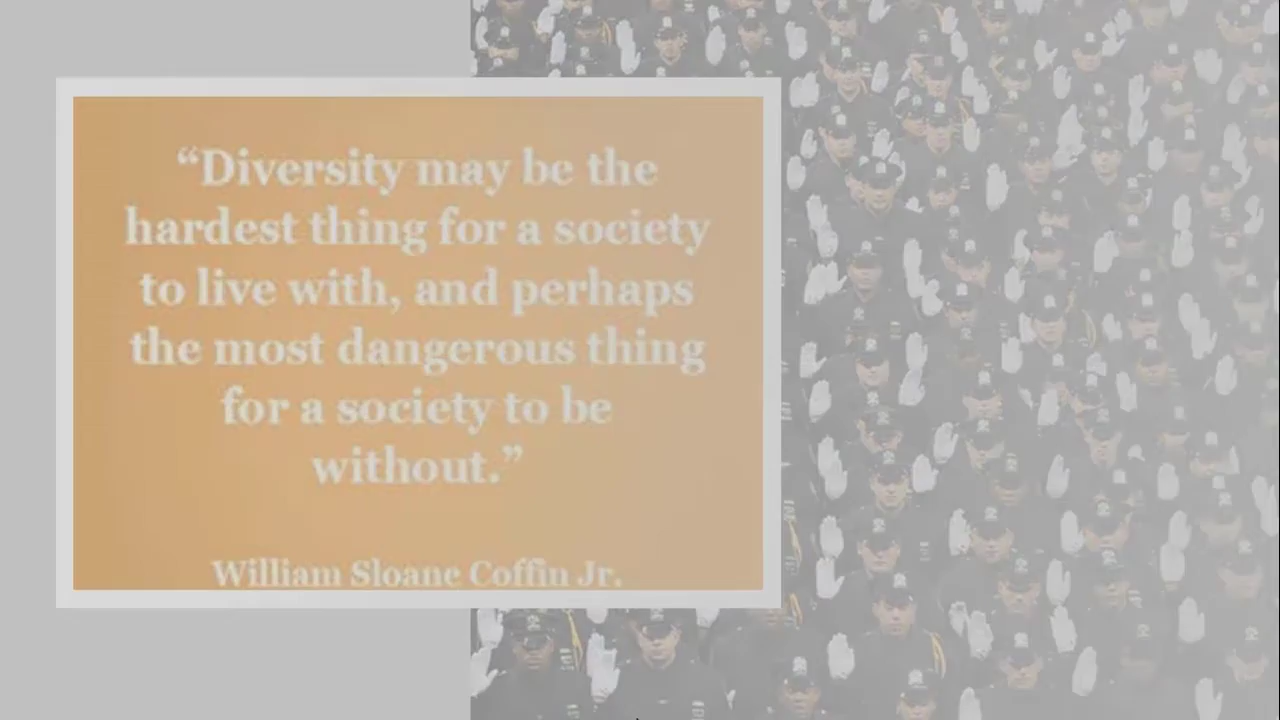 “Diversity may be the
hardest thing for a society
to live with, and perhaps
the most dangerous thing
for a society to be
without.”
William Sloane Coffin Jr.